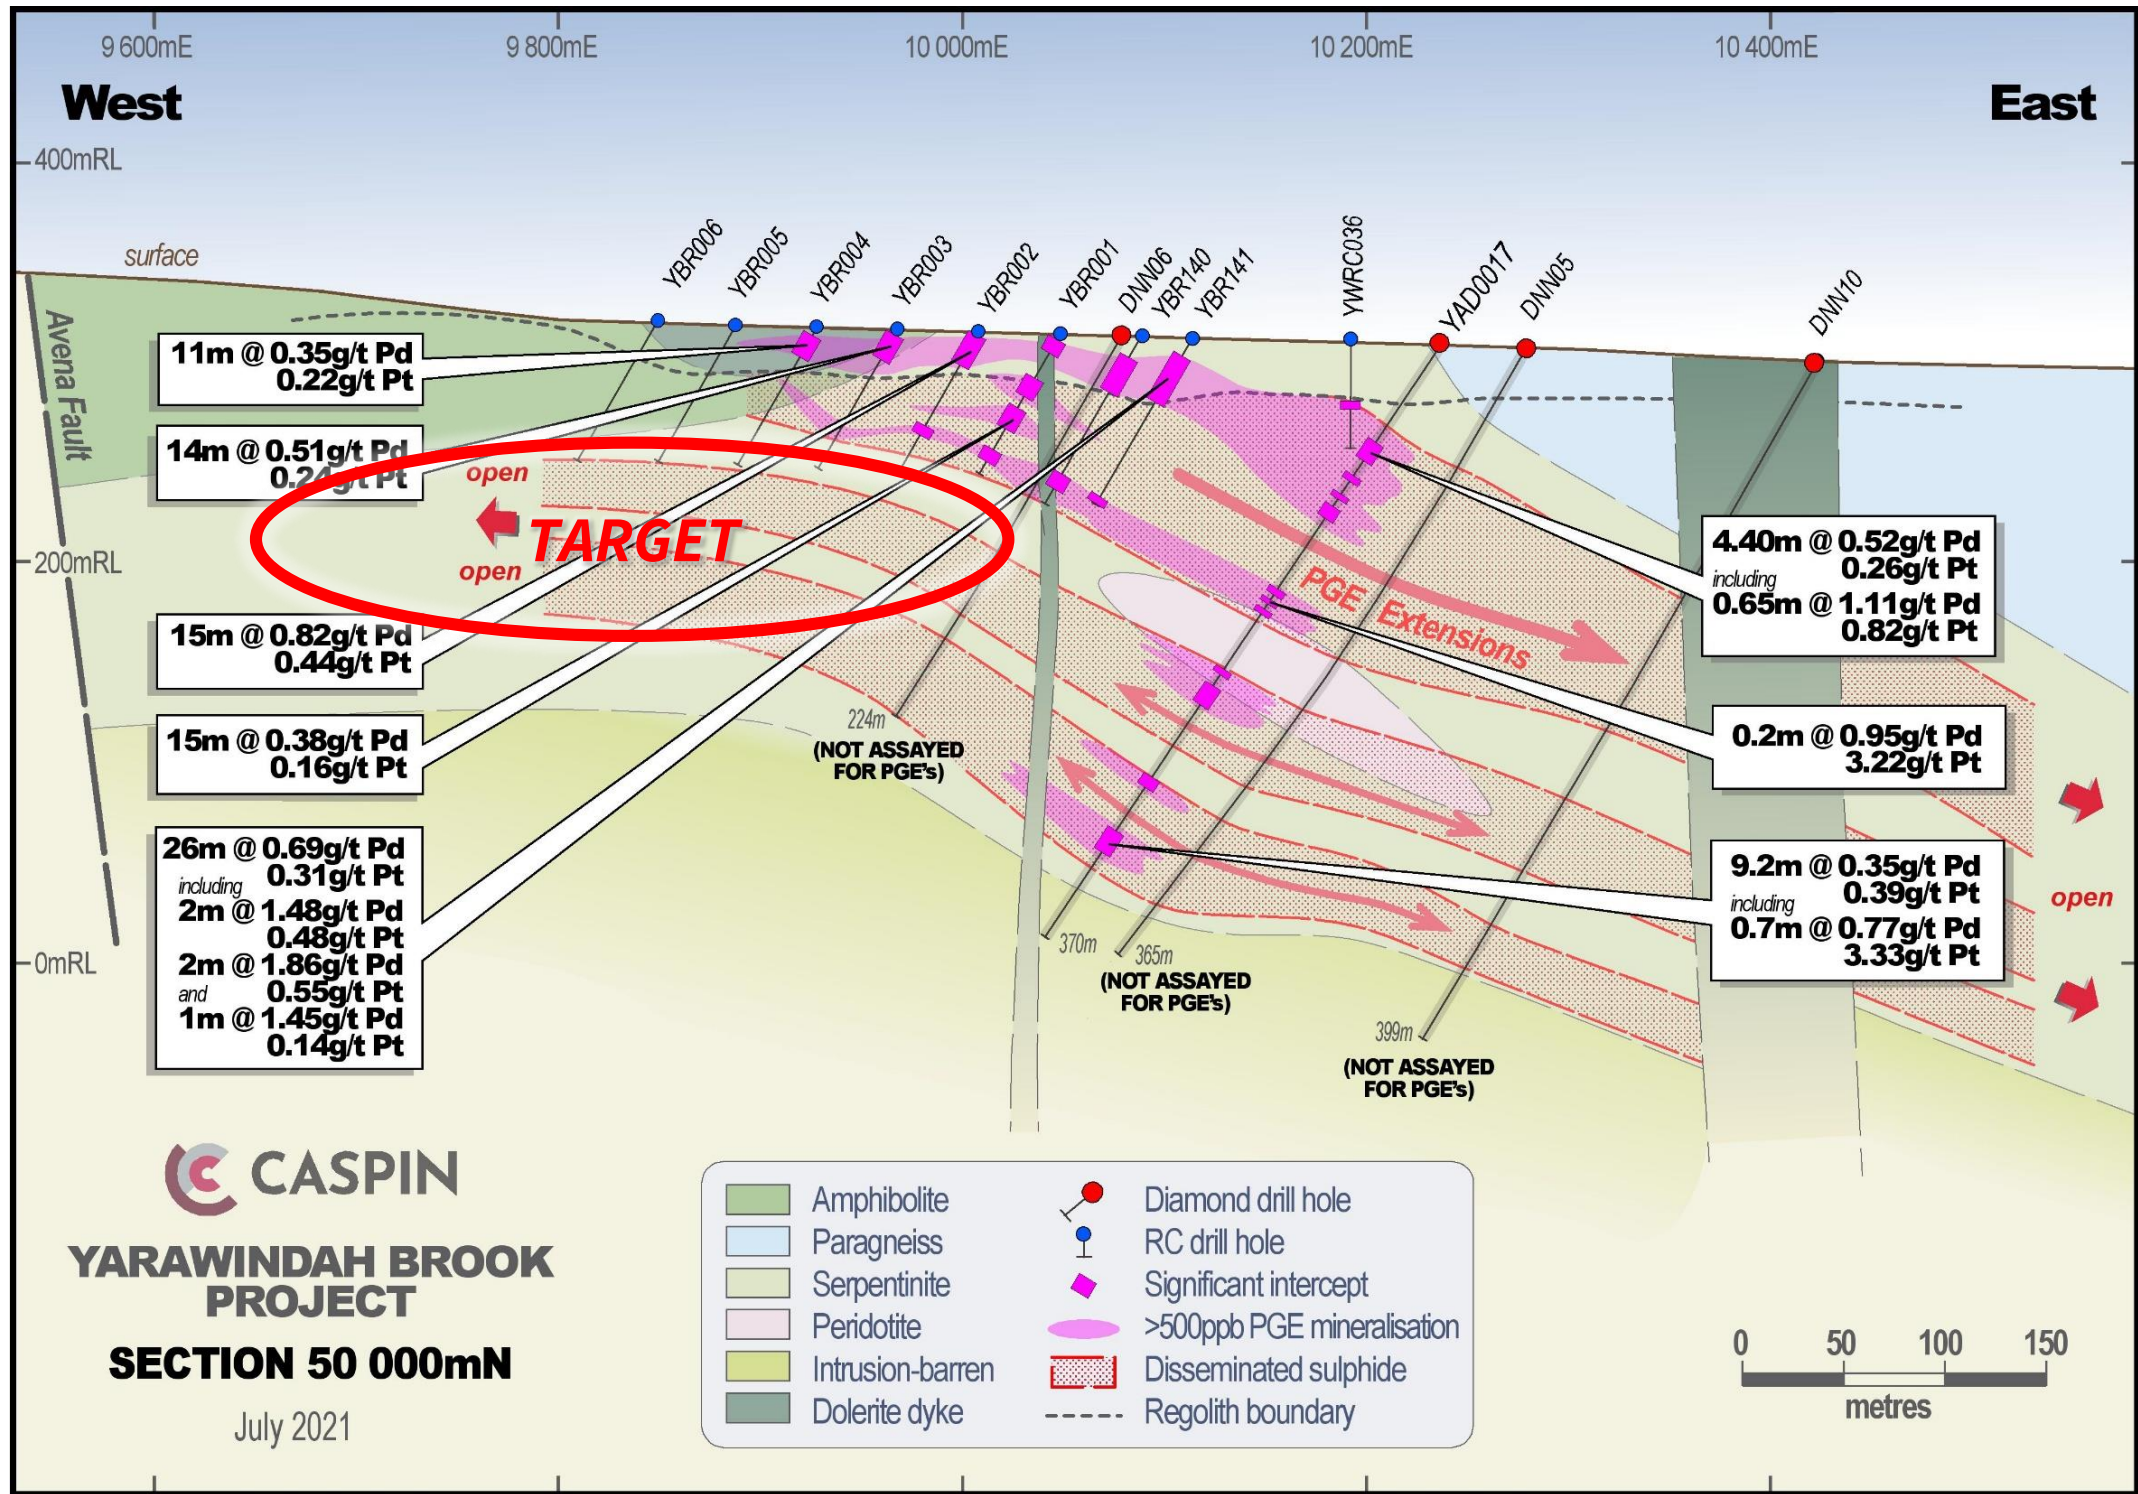 9 600mE
9 800mE
10 000mE
10 200mE
10 400mE
West
East
400mRL
surface
YBR006
YBR005
YBR004
YBR003
YBR002
YBR001
DNN06
YBR140
YBR141
YWRC036
YAD0017
DNN05
DNN10
Avena Fault
11m @ 0.35g/t Pd
0.22g/t Pt
14m @ 0.51g/t Pd
0.24g/t Pt
open
TARGET
open
200mRL
15m @ 0.82g/t Pd
0.44g/t Pt
15m @ 0.38g/t Pd
0.16g/t Pt
26m @ 0.69g/t Pd
0.31g/t Pt
including
2m @ 1.48g/t Pd
0.48g/t Pt
2m @ 1.86g/t Pd
0.55g/t Pt
and
1m @ 1.45g/t Pd
0.14g/t Pt
0mRL
PGE Extensions
4.40m @ 0.52g/t Pd
0.26g/t Pt
including
0.65m @ 1.11g/t Pd
0.82g/t Pt
0.2m @ 0.95g/t Pd
3.22g/t Pt
9.2m @ 0.35g/t Pd
0.39g/t Pt
including
0.7m @ 0.77g/t Pd
3.33g/t Pt
open
224m
(NOT ASSAYED
FOR PGE's)
370m
365m
(NOT ASSAYED
FOR PGE's)
399m
(NOT ASSAYED
FOR PGE's)
CASPIN
YARAWINDAH BROOK
PROJECT
SECTION 50 000mN
July 2021
Amphibolite
Paragneiss
Serpentinite
Peridotite
Intrusion-barren
Dolerite dyke
Diamond drill hole
RC drill hole
Significant intercept
>500ppb PGE mineralisation
Disseminated sulphide
Regolith boundary
0 50 100 150
metres